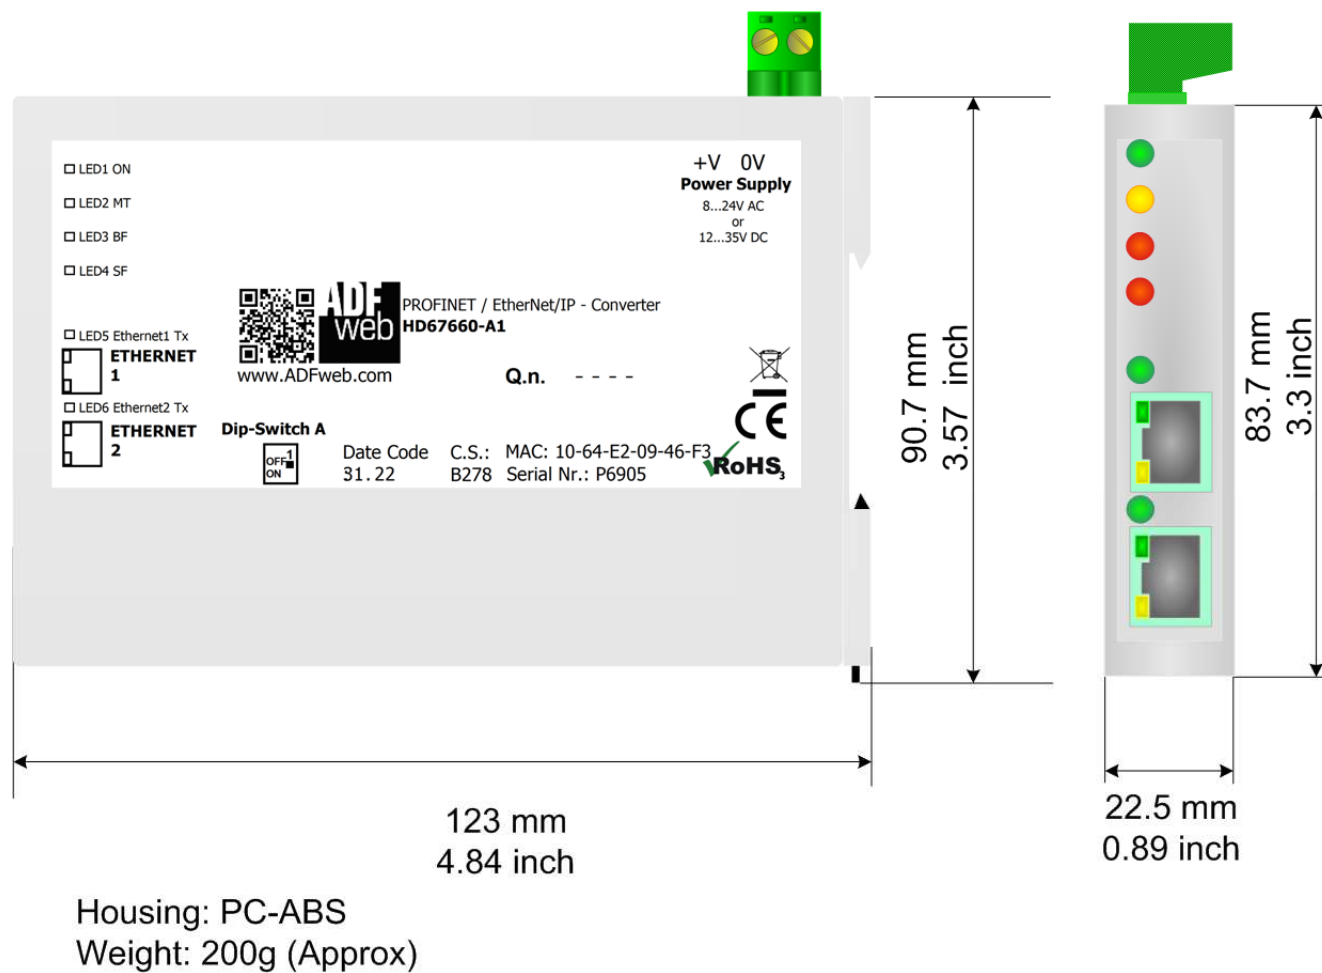 LED1 ON
LED2 MT
LED3 BF
LED4 SF
+V 0V
Power Supply
8...24V AC
or
12...35V DC
ADF
web
PROFINET / EtherNet/IP - Converter
HD67660-A1
www.ADFweb.com
Q.n. - - - -
LED5 Ethernet1 Tx
ETHERNET
1
LED6 Ethernet2 Tx
ETHERNET
2
Dip-Switch A
OFF 1
ON
Date Code
31.22
C.S.:
B278
MAC: 10-64-E2-09-46-F3
Serial Nr.: P6905
CE
RoHS3
90.7 mm
3.57 inch
83.7 mm
3.3 inch
123 mm
4.84 inch
22.5 mm
0.89 inch
Housing: PC-ABS
Weight: 200g (Approx)